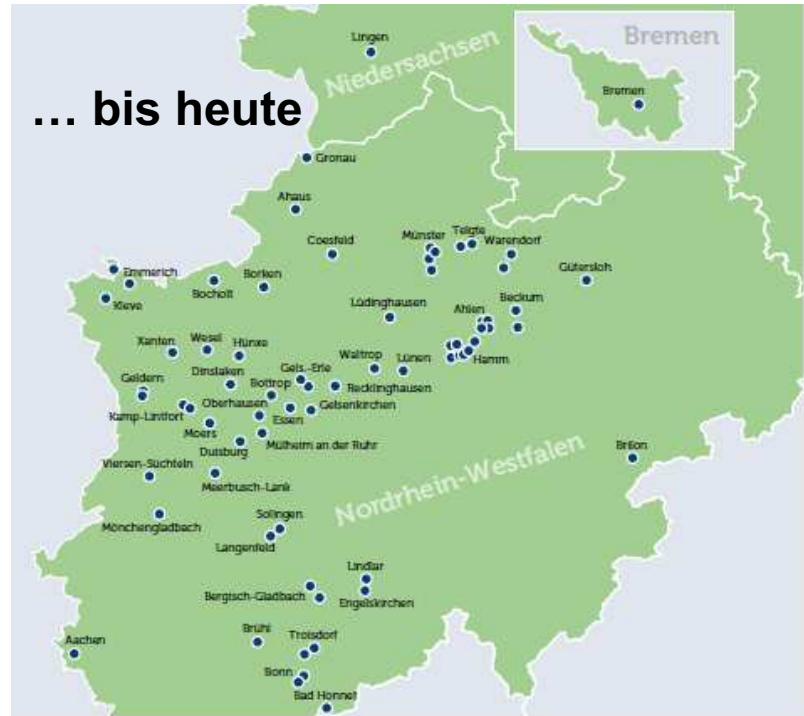 Lingen
Niedersachsen
Bremen
Bremen
... bis heute
Gronau
Ahaus
Coesfeld
Münster
Telgte
Warendorf
Emmerich
Bocholt
Borken
Gütersloh
Kleve
Lüdinghausen
Ahlen
Beckum
Xanten
Wesel
Hünxe
Waltrop
Lünen
Hamm
Geldern
Dinslaken
Gels.-Erle
Bottrop
Recklinghausen
Kamp-Lintfort
Oberhausen
Gelsenkirchen
Essen
Moers
Duisburg
Mülheim an der Ruhr
Brilon
Viersen-Süchteln
Meerbusch-Lank
Nordrhein-Westfalen
Mönchengladbach
Solingen
Langenfeld
Lindlar
Bergisch-Gladbach
Engelskirchen
Brühl
Troisdorf
Aachen
Bonn
Bad Honnef